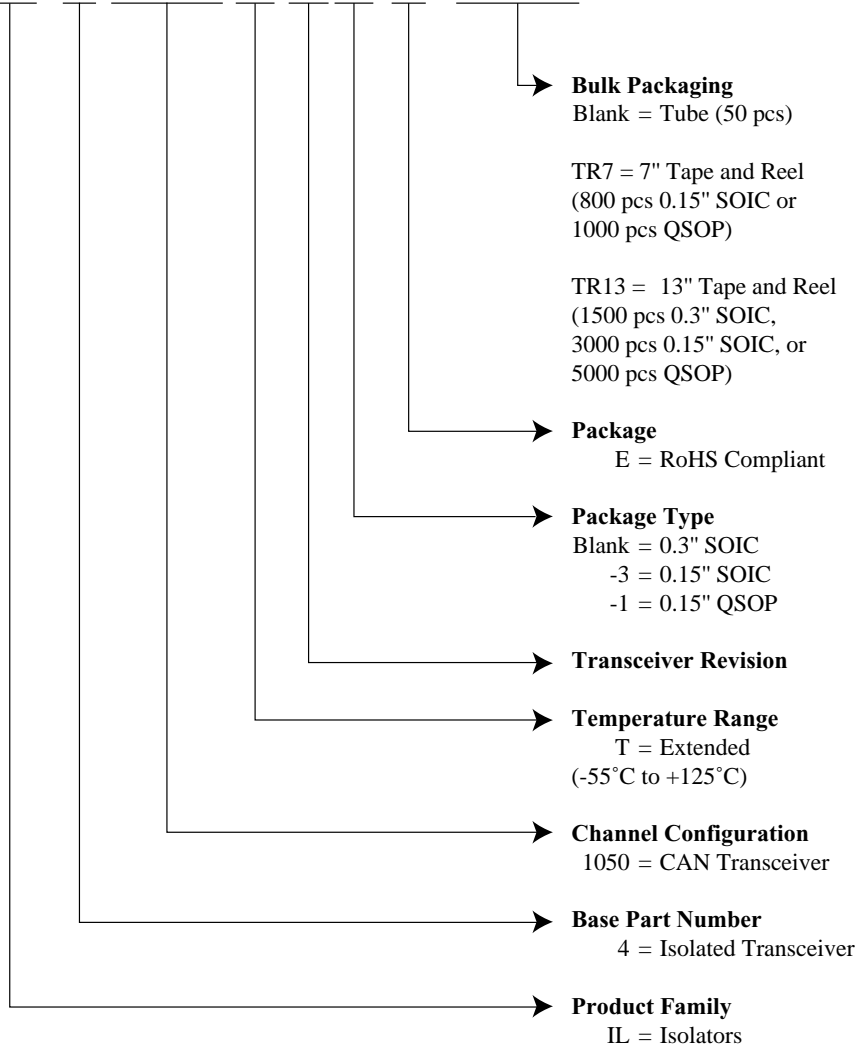 Bulk Packaging
Blank = Tube (50 pcs)
TR7 = 7" Tape and Reel
(800 pcs 0.15" SOIC or
1000 pcs QSOP)
TR13 = 13" Tape and Reel
(1500 pcs 0.3" SOIC,
3000 pcs 0.15" SOIC, or
5000 pcs QSOP)
Package
E = RoHS Compliant
Package Type
Blank = 0.3" SOIC
-3 = 0.15" SOIC
-1 = 0.15" QSOP
Transceiver Revision
Temperature Range
T = Extended
(-55˚C to +125˚C)
Channel Configuration
1050 = CAN Transceiver
Base Part Number
4 = Isolated Transceiver
Product Family
IL = Isolators